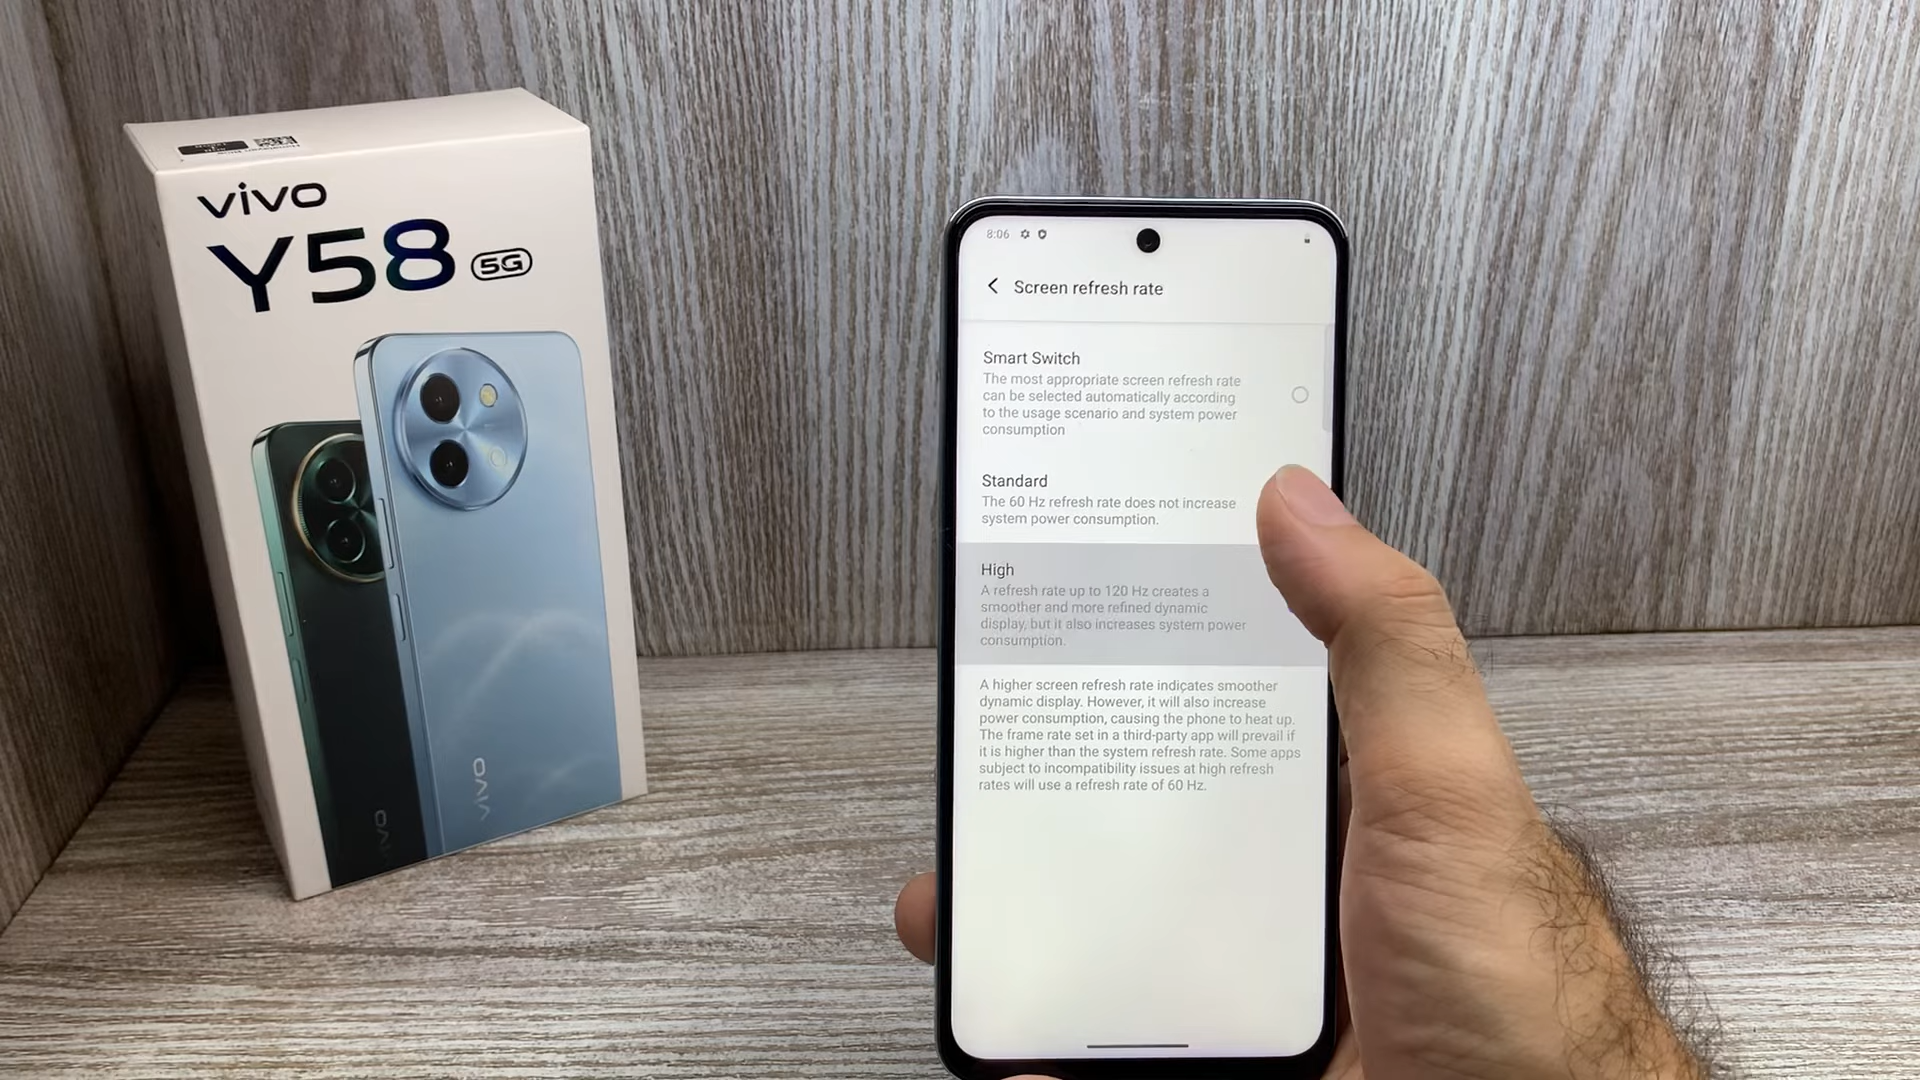 vivo
Y58 5G
vivo
vivo
8:06
Screen refresh rate
Smart Switch
The most appropriate screen refresh rate
can be selected automatically according
to the usage scenario and system power
consumption
Standard
The 60 Hz refresh rate does not increase
system power consumption.
High
A refresh rate up to 120 Hz creates a
smoother and more refined dynamic
display, but it also increases system power
consumption.
A higher screen refresh rate indicates smoother
dynamic display. However, it will also increase
power consumption, causing the phone to heat up.
The frame rate set in a third-party app will prevail if
it is higher than the system refresh rate. Some apps
subject to incompatibility issues at high refresh
rates will use a refresh rate of 60 Hz.